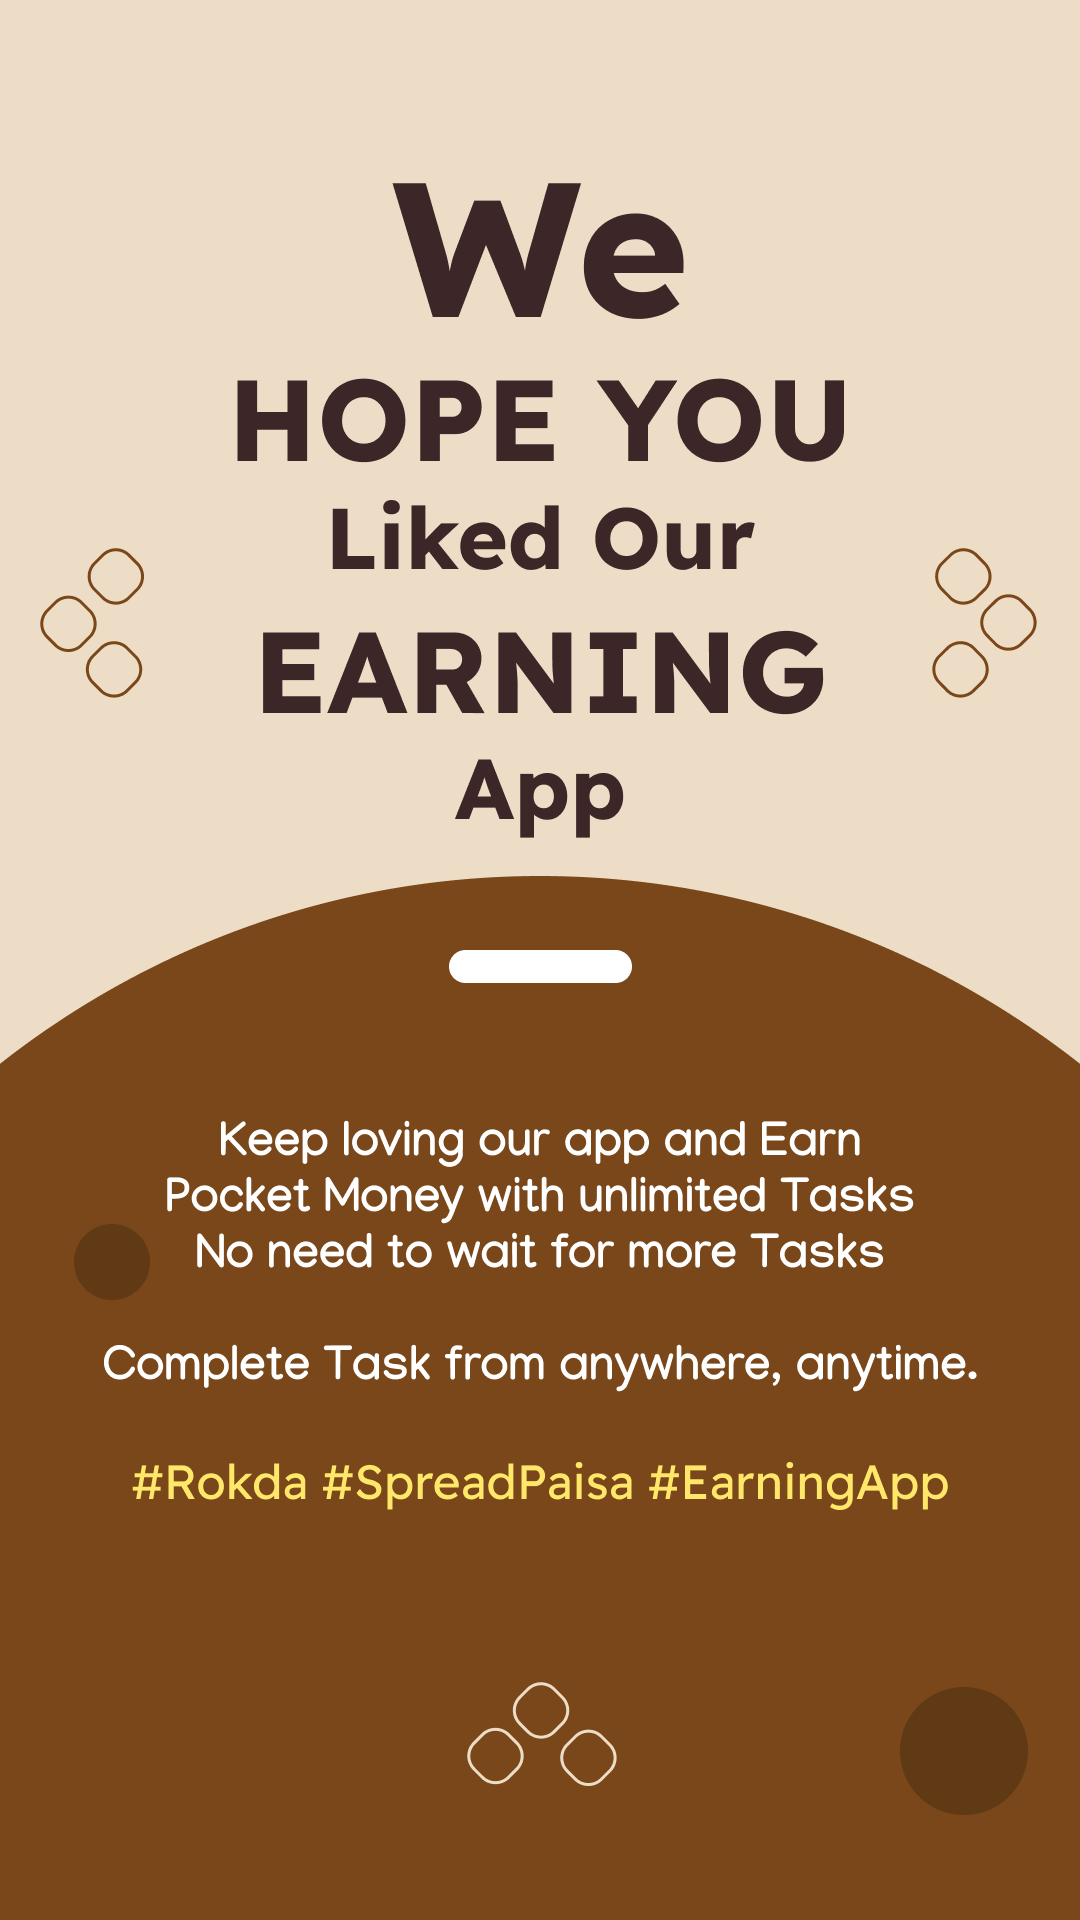 We
HOPE YOU
Liked Our
EARNING
App
Keep loving our app and Earn
Pocket Money with unlimited Tasks
No need to wait for more Tasks
Complete Task from anywhere, anytime.
#Rokda #SpreadPaisa #EarningApp